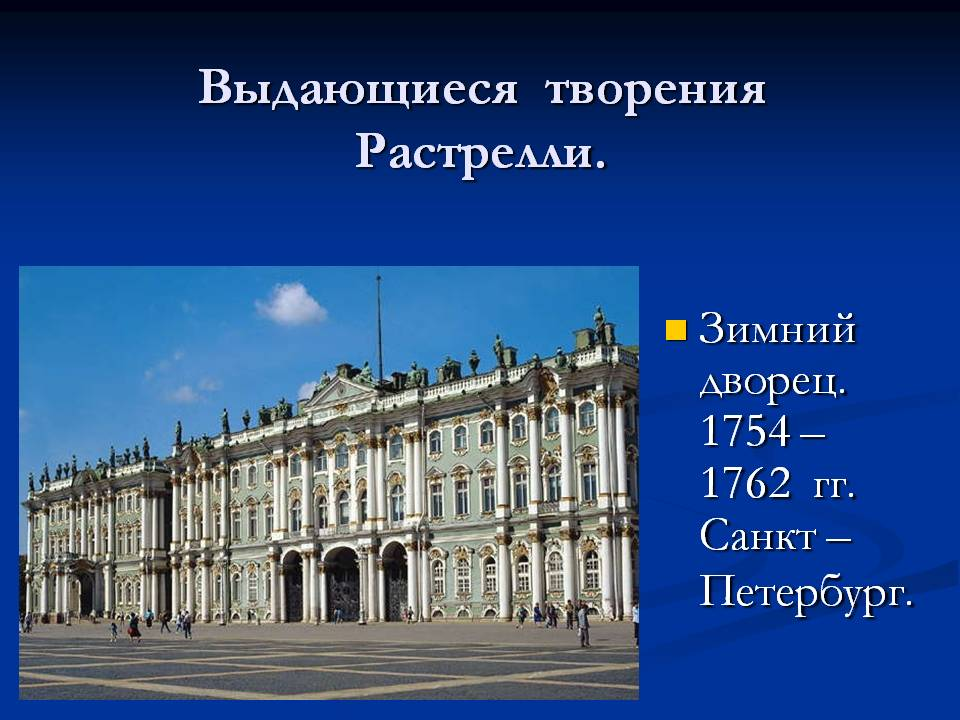 Выдающиеся творения
Растрелли.
Зимний
дворец.
1754 –
1762 гг.
Санкт –
Петербург.